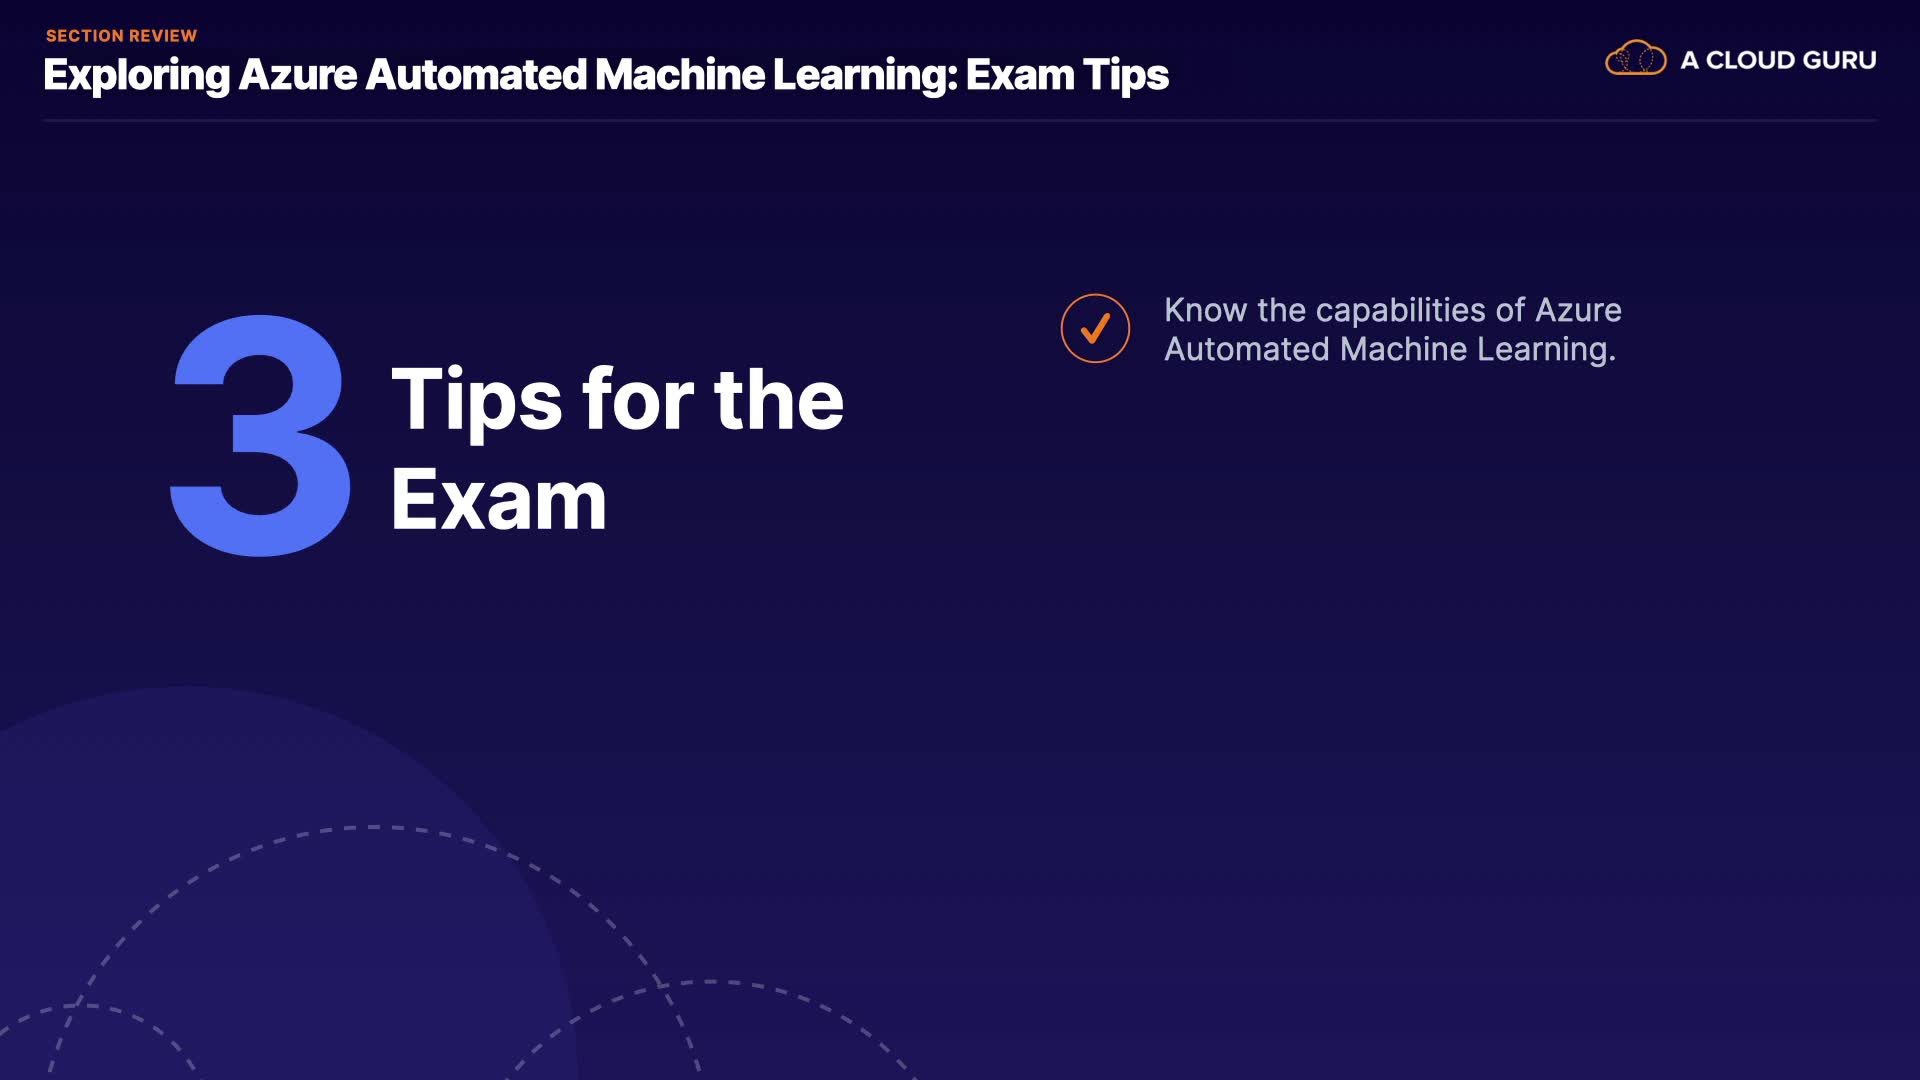 SECTION REVIEW
Exploring Azure Automated Machine Learning: Exam Tips
A CLOUD GURU
3
Tips for the
Exam
Know the capabilities of Azure
Automated Machine Learning.